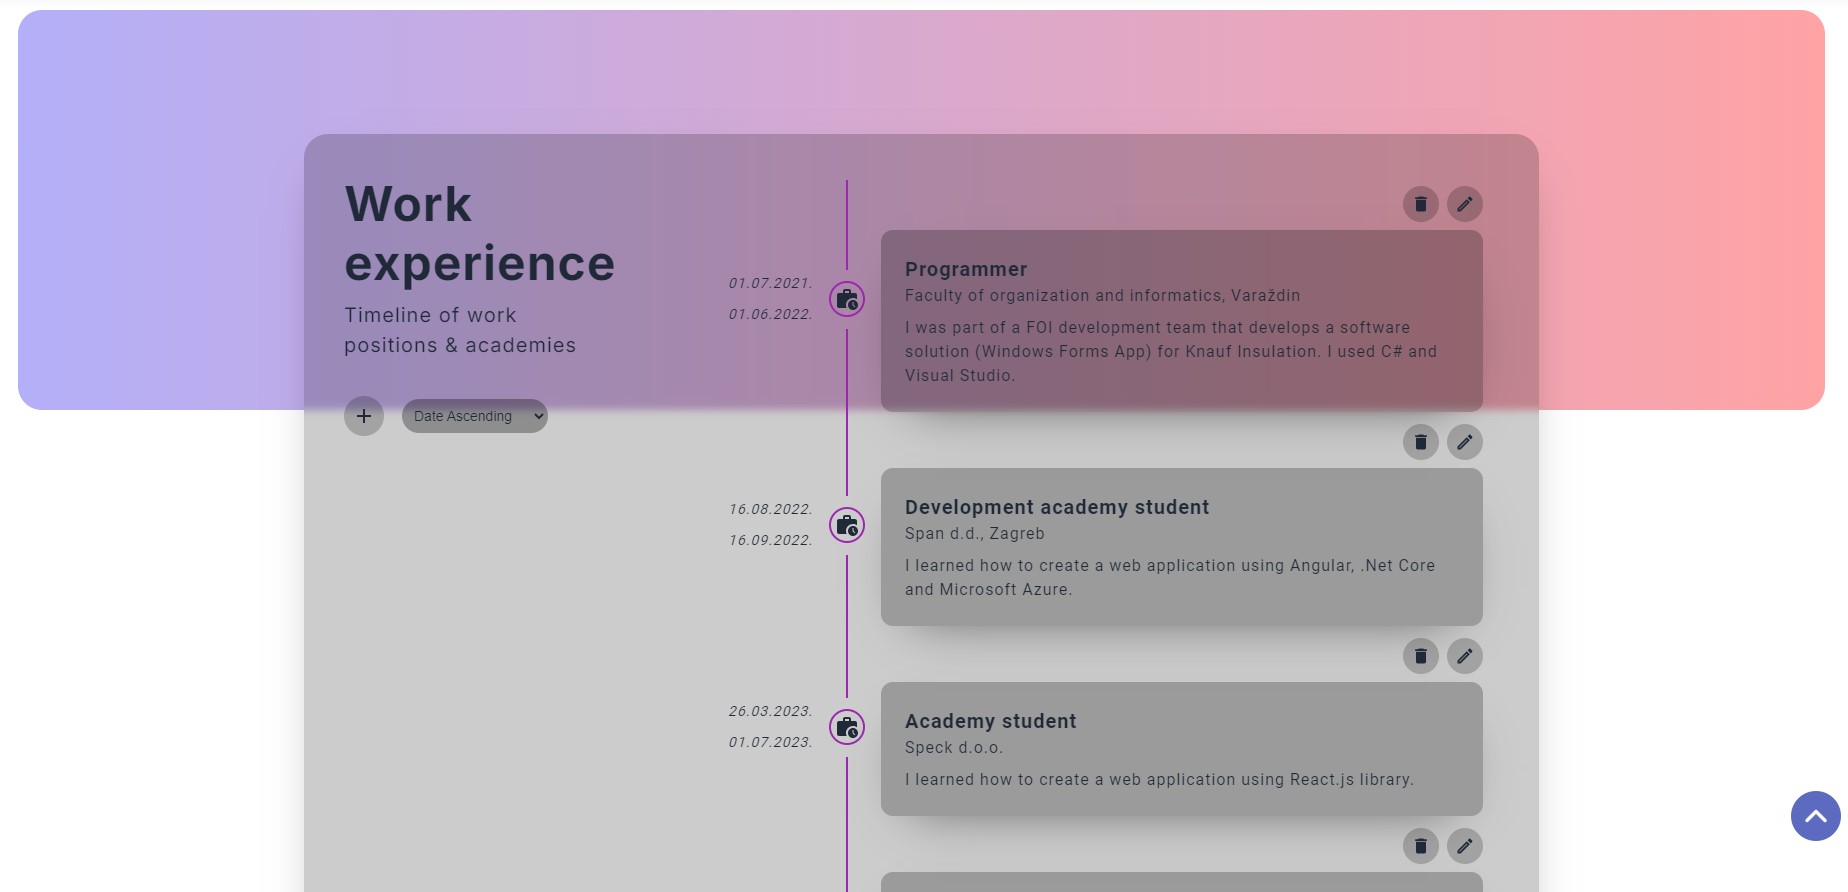 Work
experience
Timeline of work
positions & academies
Date Ascending
01.07.2021.
01.06.2022.
Programmer
Faculty of organization and informatics, Varaždin
I was part of a FOI development team that develops a software
solution (Windows Forms App) for Knauf Insulation. I used C# and
Visual Studio.
16.08.2022.
16.09.2022.
Development academy student
Span d.d., Zagreb
I learned how to create a web application using Angular, .Net Core
and Microsoft Azure.
26.03.2023.
01.07.2023.
Academy student
Speck d.o.o.
I learned how to create a web application using React.js library.